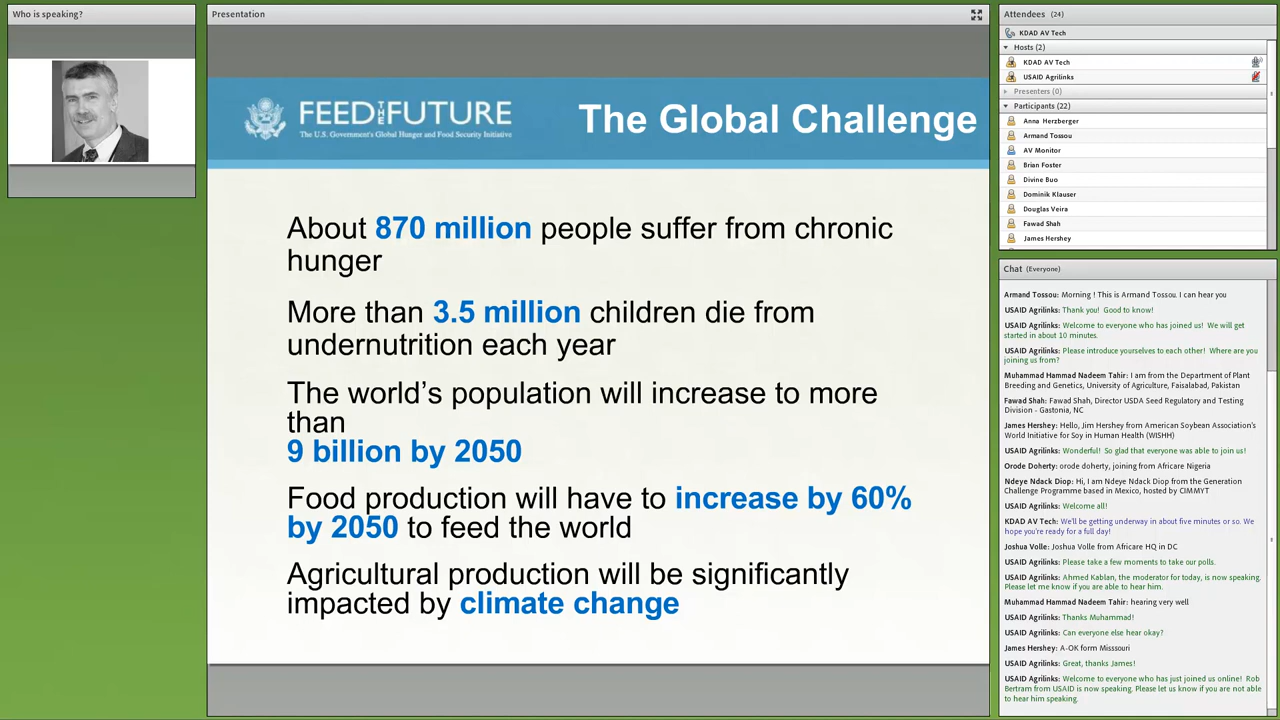 Who is speaking?
Presentation
FEED THE FUTURE
The U.S. Government's Global Hunger and Food Security Initiative
The Global Challenge
About 870 million people suffer from chronic
hunger
More than 3.5 million children die from
undernutrition each year
The world's population will increase to more
than
9 billion by 2050
Food production will have to increase by 60%
by 2050 to feed the world
Agricultural production will be significantly
impacted by climate change
Attendees (24)
KDAD AV Tech
Hosts (2)
KDAD AV Tech
USAID Agrilinks
Presenters (0)
Participants (22)
Anna Herzberger
Armand Tossou
AV Monitor
Brian Foster
Divine Buo
Dominik Klauser
Douglas Veira
Fawad Shah
James Hershey
Chat (Everyone)
Armand Tossou: Morning ! This is Armand Tossou. I can hear you
USAID Agrilinks: Thank you! Good to know!
USAID Agrilinks: Welcome to everyone who has joined us! We will get
started in about 10 minutes.
USAID Agrilinks: Please introduce yourselves to each other! Where are you
joining us from?
Muhammad Hammad Nadeem Tahir: I am from the Department of Plant
Breeding and Genetics, University of Agriculture, Faisalabad, Pakistan
Fawad Shah: Fawad Shah, Director USDA Seed Regulatory and Testing
Division - Gastonia, NC
James Hershey: Hello, Jim Hershey from American Soybean Association's
World Initiative for Soy in Human Health (WISHH)
USAID Agrilinks: Wonderful! So glad that everyone was able to join us!
Orode Doherty: orode doherty, joining from Africare Nigeria
Ndeye Ndack Diop: Hi, I am Ndeye Ndack Diop from the Generation
Challenge Programme based in Mexico, hosted by CIMMYT
USAID Agrilinks: Welcome all!
KDAD AV Tech: We'll be getting underway in about five minutes or so. We
hope you're ready for a full day!
Joshua Volle: Joshua Volle from Africare HQ in DC
USAID Agrilinks: Please take a few moments to take our polls.
USAID Agrilinks: Ahmed Kablan, the moderator for today, is now speaking.
Please let me know if you are able to hear him.
Muhammad Hammad Nadeem Tahir: hearing very well
USAID Agrilinks: Thanks Muhammad!
USAID Agrilinks: Can everyone else hear okay?
James Hershey: A-OK form Misssouri
USAID Agrilinks: Great, thanks James!
USAID Agrilinks: Welcome to everyone who has just joined us online! Rob
Bertram from USAID is now speaking. Please let us know if you are not able
to hear him speaking.